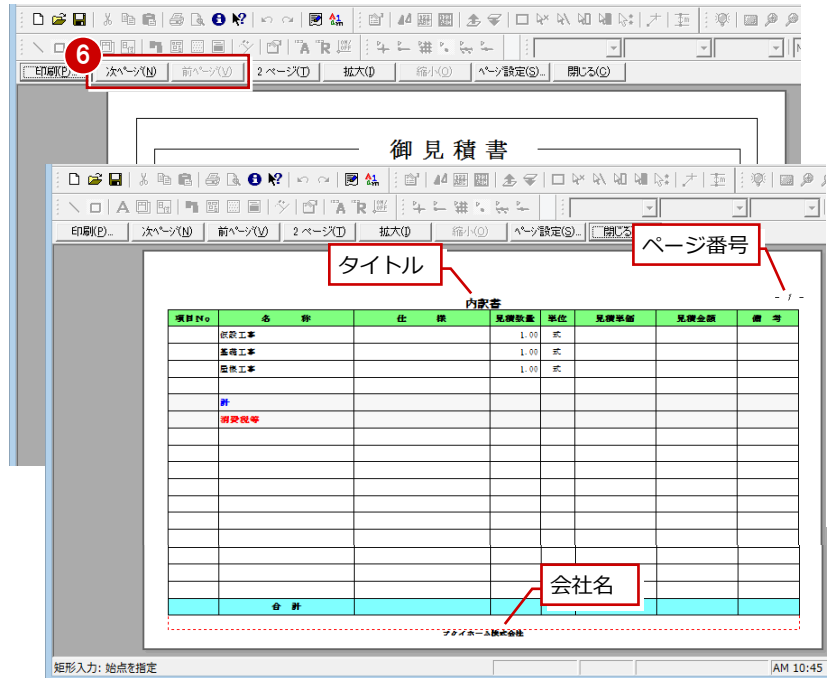 6
印刷(P)... 次ページ(N) 前ページ(V) 2 ページ(T) 拡大(I) 縮小(O) ページ設定(S)... 閉じる(C)
御見積書
印刷(P)... 次ページ(N) 前ページ(V) 2 ページ(T) 拡大(I) 縮小(O) ページ設定(S)... 閉じる
タイトル
ページ番号
内訳書
- 1 -
項目No 名 称 仕 様 見積数量 単位 見積単価 見積金額 備 考
仮設工事 1.00 式
基礎工事 1.00 式
屋根工事 1.00 式
計
消費税等
会社名
合 計
矩形入力: 始点を指定
AM 10:45